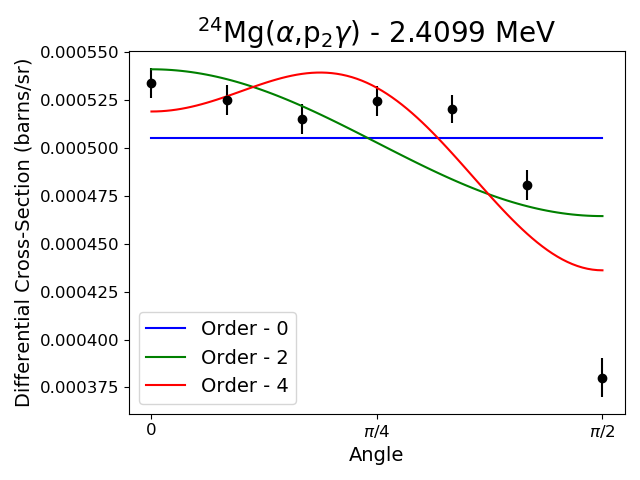 ²⁴Mg(α,p₂γ) - 2.4099 MeV
Differential Cross-Section (barns/sr)
0.000550
0.000525
0.000500
0.000475
0.000450
0.000425
0.000400
0.000375
Order - 0
Order - 2
Order - 4
0
π/4
π/2
Angle